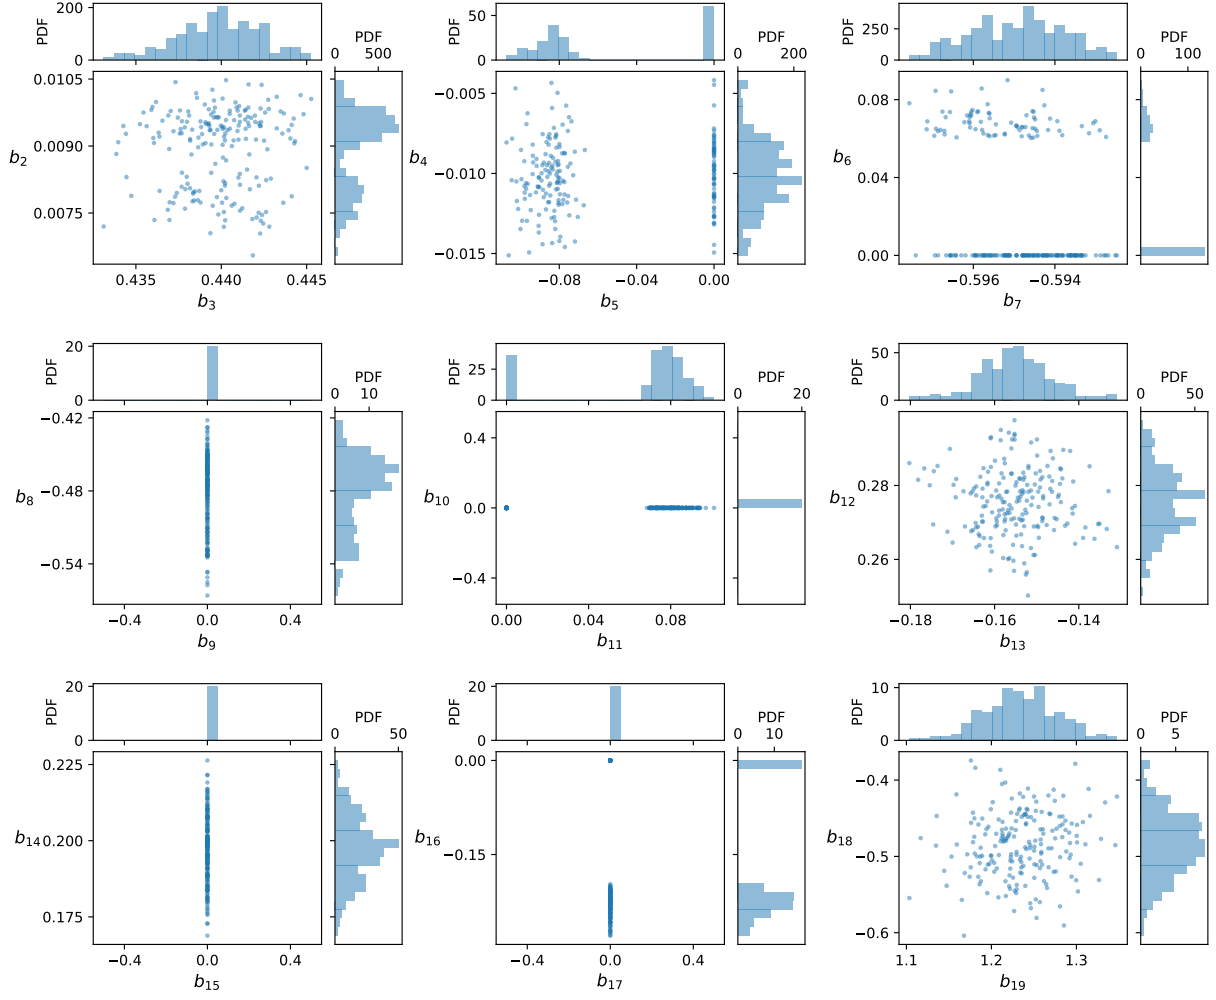 PDF
200
100
0
PDF
0 500
0.0105
0.0090
0.0075
b2
0.435 0.440 0.445
b3
PDF
50
0
PDF
0 200
−0.005
−0.010
−0.015
b4
−0.08 −0.04 0.00
b5
PDF
250
0
PDF
0 100
0.08
0.04
0.00
b6
−0.596 −0.594
b7
PDF
20
10
0
PDF
0 10
−0.42
−0.48
−0.54
b8
−0.4 0.0 0.4
b9
PDF
25
0
PDF
0 20
0.4
0.0
−0.4
b10
0.00 0.04 0.08
b11
PDF
50
0
PDF
0 50
0.28
0.26
b12
−0.18 −0.16 −0.14
b13
PDF
20
10
0
PDF
0 50
0.225
0.200
0.175
b14
−0.4 0.0 0.4
b15
PDF
20
10
0
PDF
0 10
0.00
−0.15
b16
−0.4 0.0 0.4
b17
PDF
10
0
PDF
0 5
−0.4
−0.5
−0.6
b18
1.1 1.2 1.3
b19